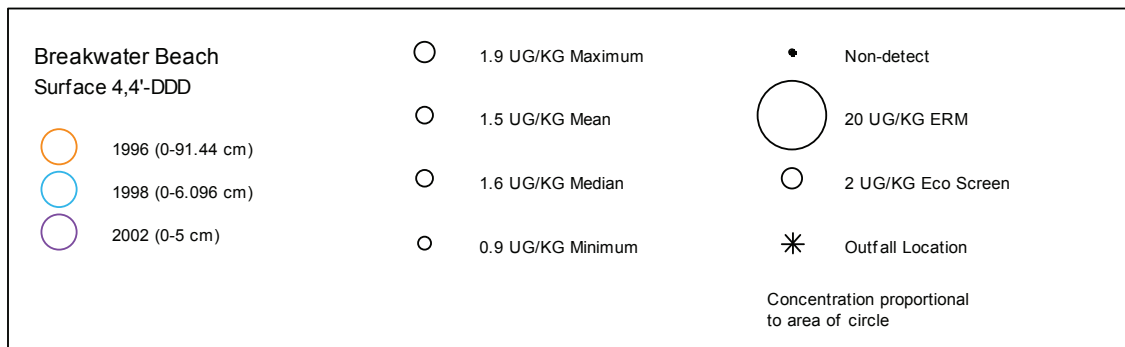 Breakwater Beach
Surface 4,4'-DDD
1996 (0-91.44 cm)
1998 (0-6.096 cm)
2002 (0-5 cm)
1.9 UG/KG Maximum
1.5 UG/KG Mean
1.6 UG/KG Median
0.9 UG/KG Minimum
Non-detect
20 UG/KG ERM
2 UG/KG Eco Screen
Outfall Location
Concentration proportional
to area of circle